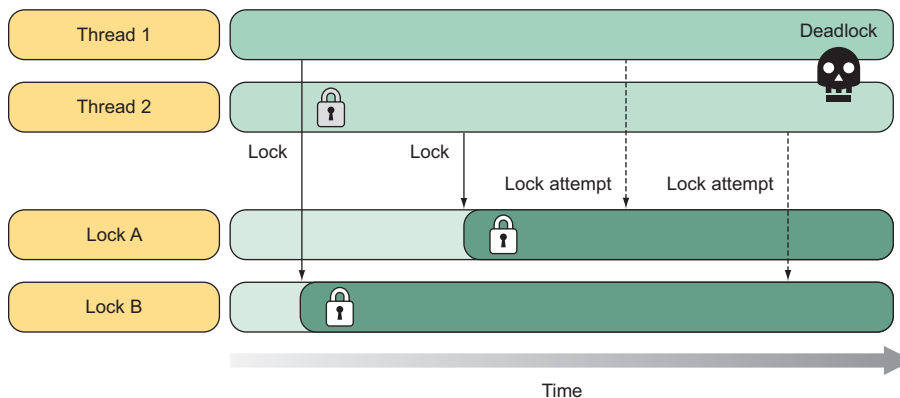 Thread 1
Deadlock
Thread 2
Lock
Lock
Lock attempt
Lock attempt
Lock A
Lock B
Time